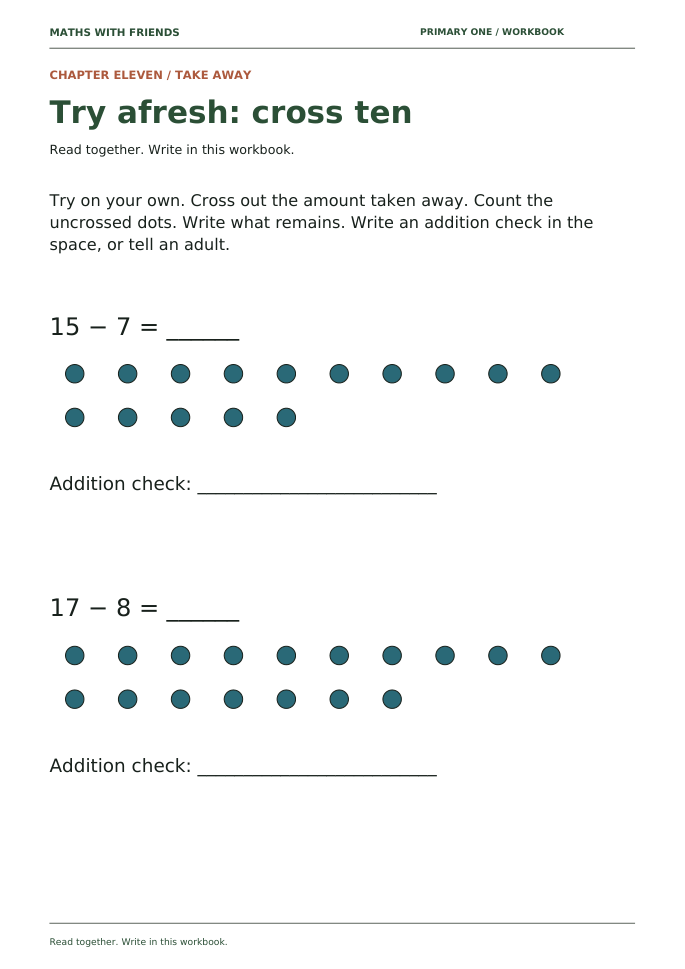 MATHS WITH FRIENDS
PRIMARY ONE / WORKBOOK
CHAPTER ELEVEN / TAKE AWAY
Try afresh: cross ten
Read together. Write in this workbook.
Try on your own. Cross out the amount taken away. Count the
uncrossed dots. Write what remains. Write an addition check in the
space, or tell an adult.
15 − 7 = ______
Addition check: __________________________
17 − 8 = ______
Addition check: __________________________
Read together. Write in this workbook.